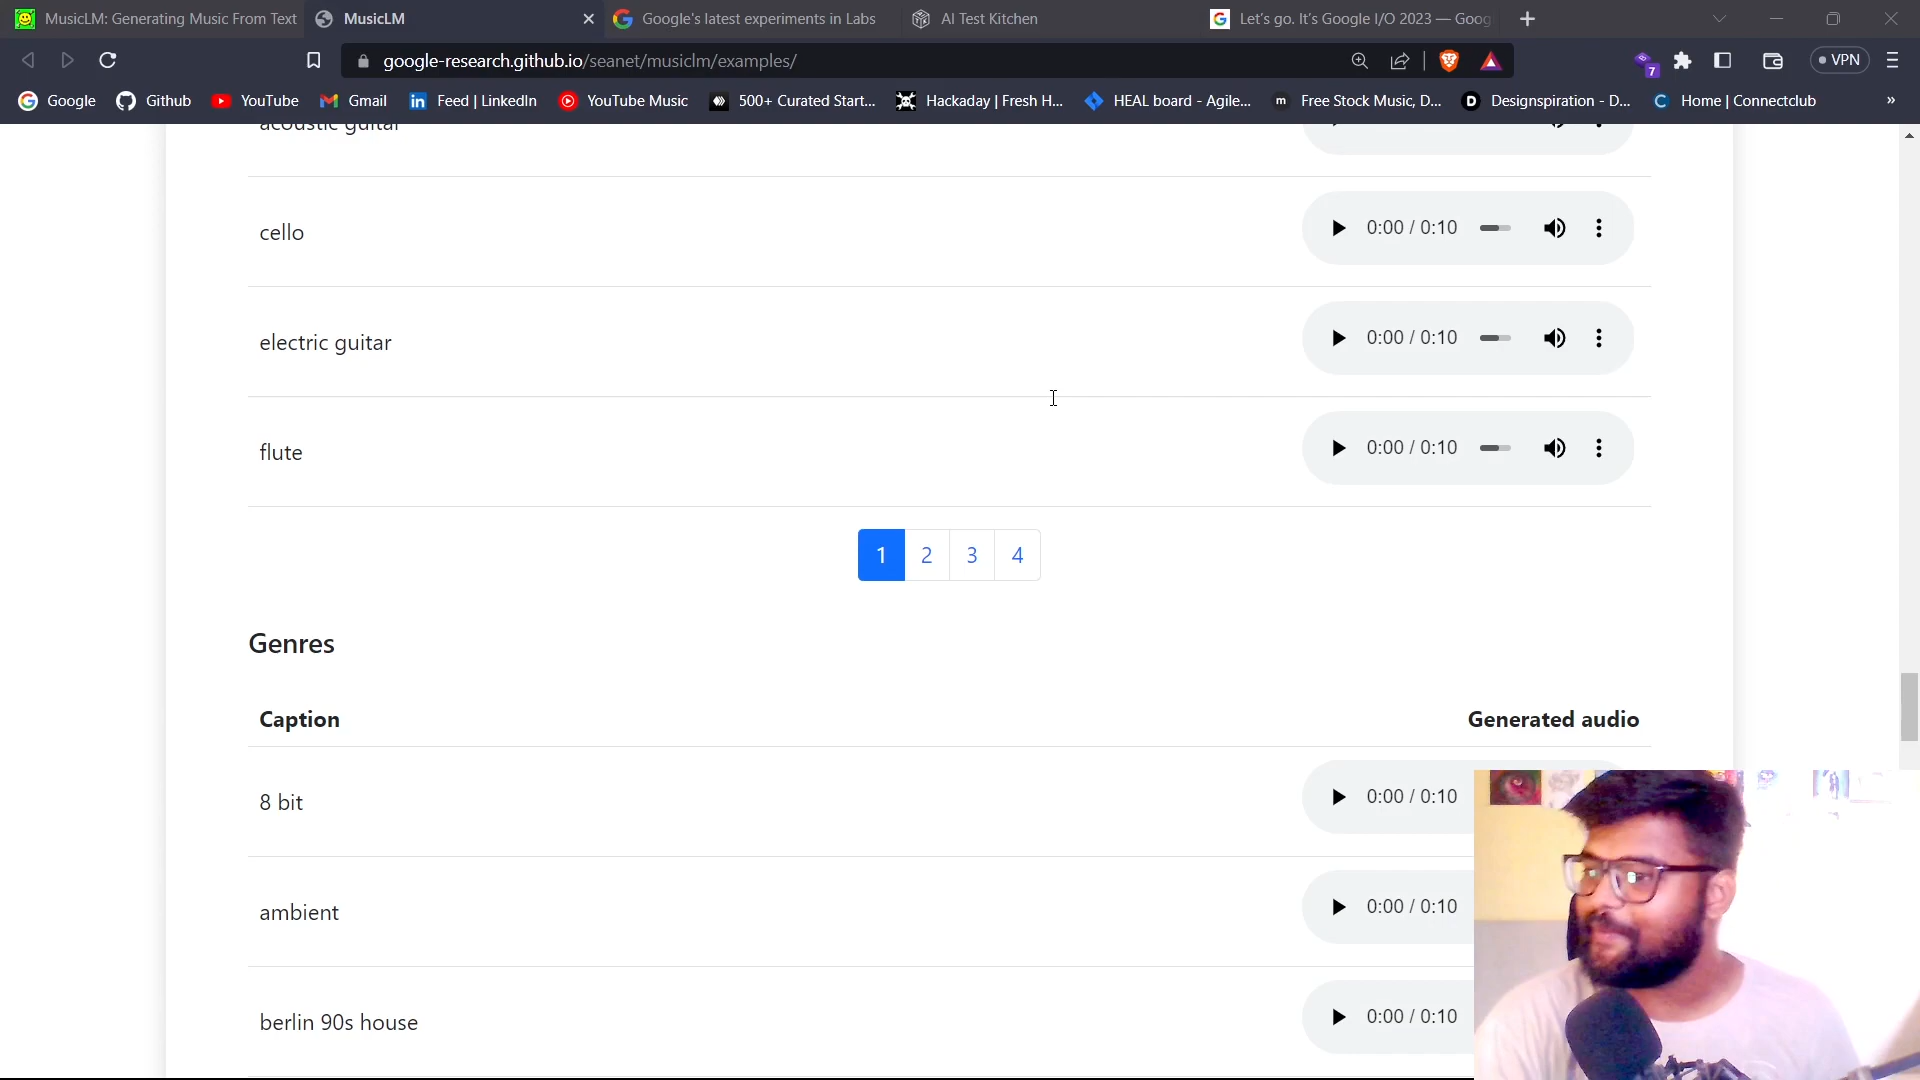 MusicLM: Generating Music From Text
MusicLM
Google's latest experiments in Labs
AI Test Kitchen
Let's go. It's Google I/O 2023 — Goog
google-research.github.io/seanet/musiclm/examples/
7
VPN
Google
Github
YouTube
Gmail
Feed | LinkedIn
YouTube Music
500+ Curated Start...
Hackaday | Fresh H...
HEAL board - Agile...
Free Stock Music, D...
Designspiration - D...
Home | Connectclub
»
acoustic guitar
cello
0:00 / 0:10
electric guitar
0:00 / 0:10
flute
0:00 / 0:10
1 2 3 4
Genres
Caption
Generated audio
8 bit
0:00 / 0:10
ambient
0:00 / 0:10
berlin 90s house
0:00 / 0:10